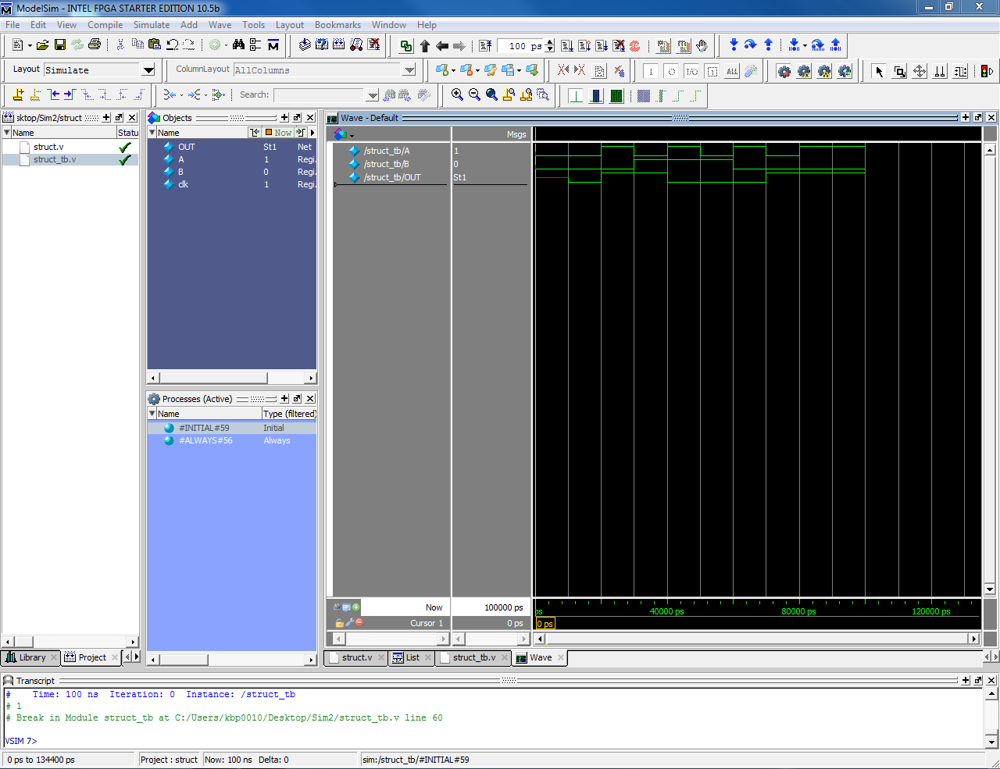 ModelSim - INTEL FPGA STARTER EDITION 10.5b
File Edit View Compile Simulate Add Wave Tools Layout Bookmarks Window Help
100 ps
Layout Simulate ColumnLayout AllColumns
Search:
sktop/Sim2/struct
Name Statu
struct.v
struct_tb.v
Library Project
Objects
Name Now
OUT St1 Net
A 1 Regi.
B 0 Regi.
clk 1 Regi.
Processes (Active)
Name Type (filtered)
#INITIAL#59 Initial
#ALWAYS#56 Always
Wave - Default
Msgs
/struct_tb/A 1
/struct_tb/B 0
/struct_tb/OUT St1
Now 100000 ps
Cursor 1 0 ps
ps 40000 ps 80000 ps 120000 ps
0 ps
struct.v List struct_tb.v Wave
Transcript
# Time: 100 ns Iteration: 0 Instance: /struct_tb
# 1
# Break in Module struct_tb at C:/Users/kbp0010/Desktop/Sim2/struct_tb.v line 60
VSIM 7>
0 ps to 134400 ps Project : struct Now: 100 ns Delta: 0 sim:/struct_tb/#INITIAL#59